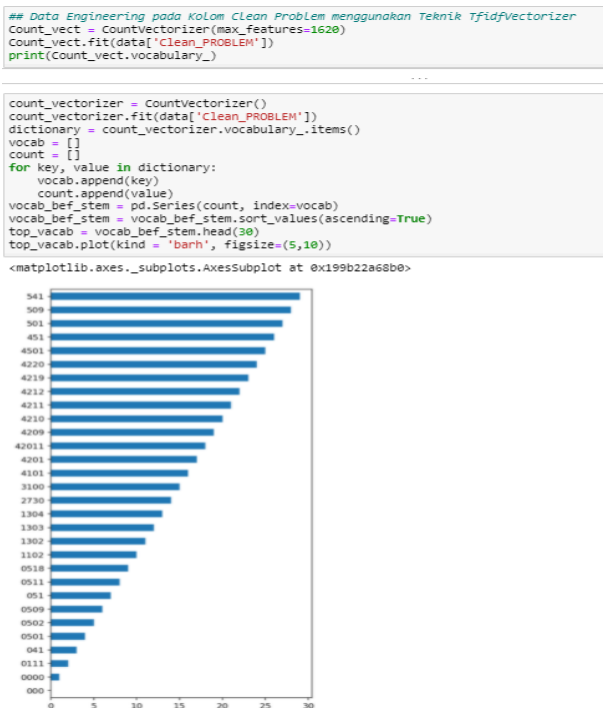 ## Data Engineering pada Kolom Clean Problem menggunakan Teknik TfidfVectorizer
Count_vect = CountVectorizer(max_features=1620)
Count_vect.fit(data['Clean_PROBLEM'])
print(Count_vect.vocabulary_)
...
count_vectorizer = CountVectorizer()
count_vectorizer.fit(data['Clean_PROBLEM'])
dictionary = count_vectorizer.vocabulary_.items()
vocab = []
count = []
for key, value in dictionary:
    vocab.append(key)
    count.append(value)
vocab_bef_stem = pd.Series(count, index=vocab)
vocab_bef_stem = vocab_bef_stem.sort_values(ascending=True)
top_vacab = vocab_bef_stem.head(30)
top_vacab.plot(kind = 'barh', figsize=(5,10))
<matplotlib.axes._subplots.AxesSubplot at 0x199b22a68b0>
541
509
501
451
4501
4220
4219
4212
4211
4210
4209
42011
4201
4101
3100
2730
1304
1303
1302
1102
0518
0511
051
0509
0502
0501
041
0111
0000
000
0 5 10 15 20 25 30